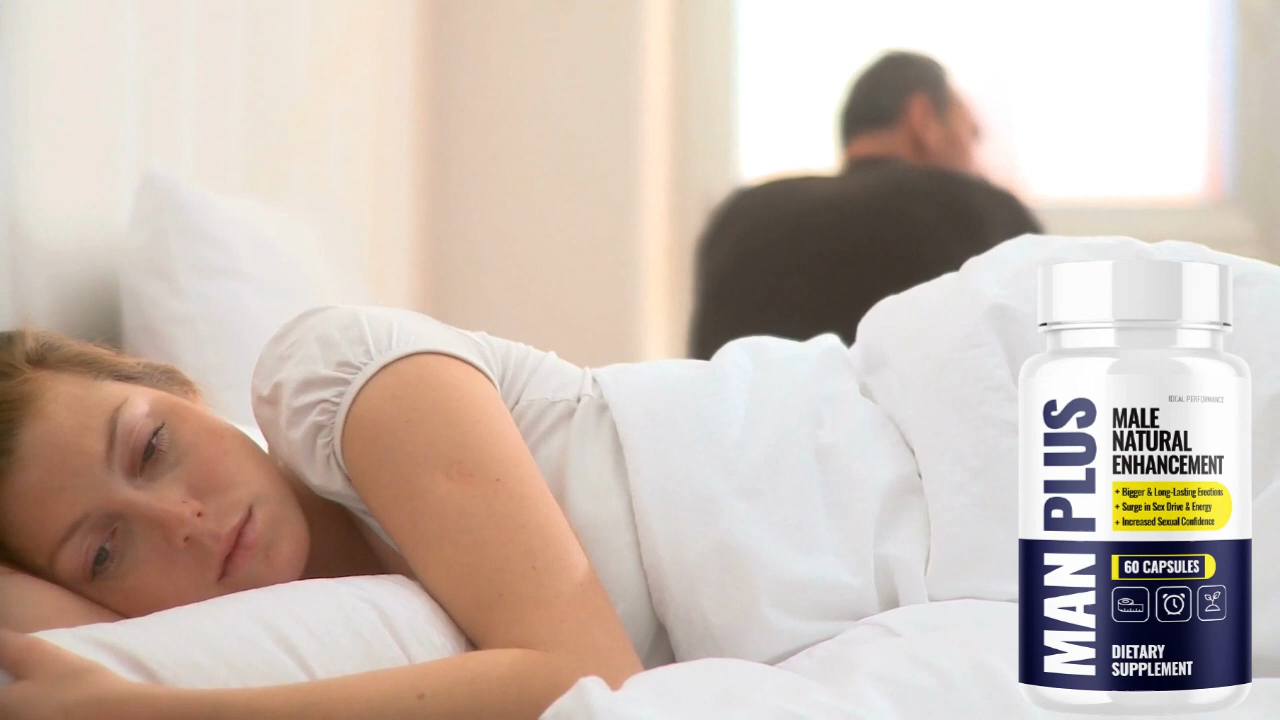 IDEAL PERFORMANCE
MAN PLUS
MALE
NATURAL
ENHANCEMENT
+ Bigger & Long-Lasting Erections
+ Surge in Sex Drive & Energy
+ Increased Sexual Confidence
60 CAPSULES
DIETARY
SUPPLEMENT